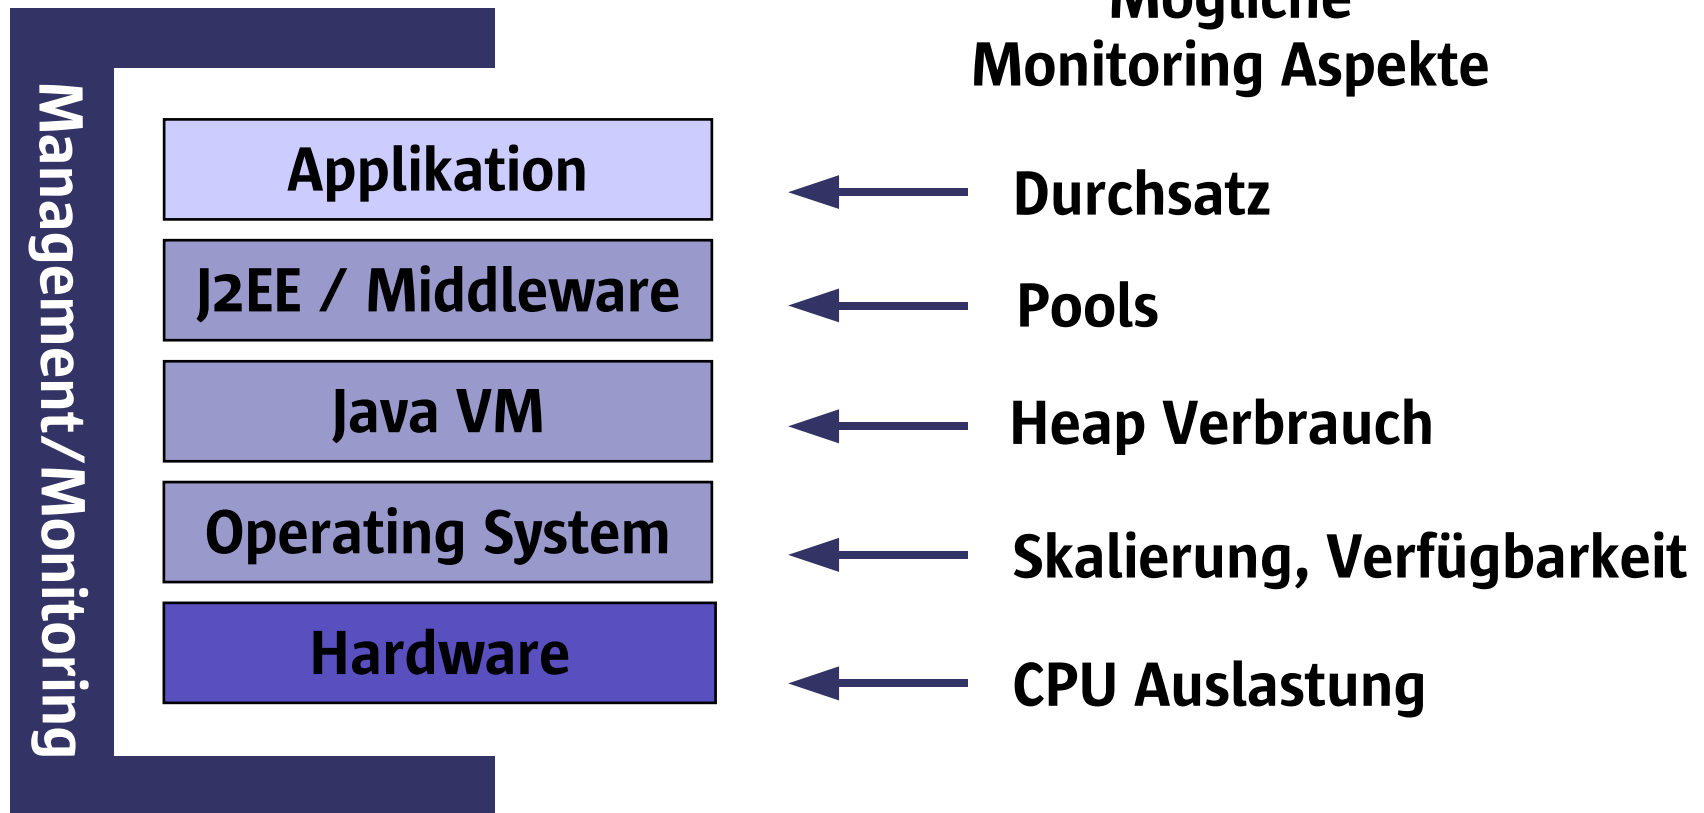 Mögliche
Monitoring Aspekte
Management/Monitoring
Applikation
Durchsatz
J2EE / Middleware
Pools
Java VM
Heap Verbrauch
Operating System
Skalierung, Verfügbarkeit
Hardware
CPU Auslastung